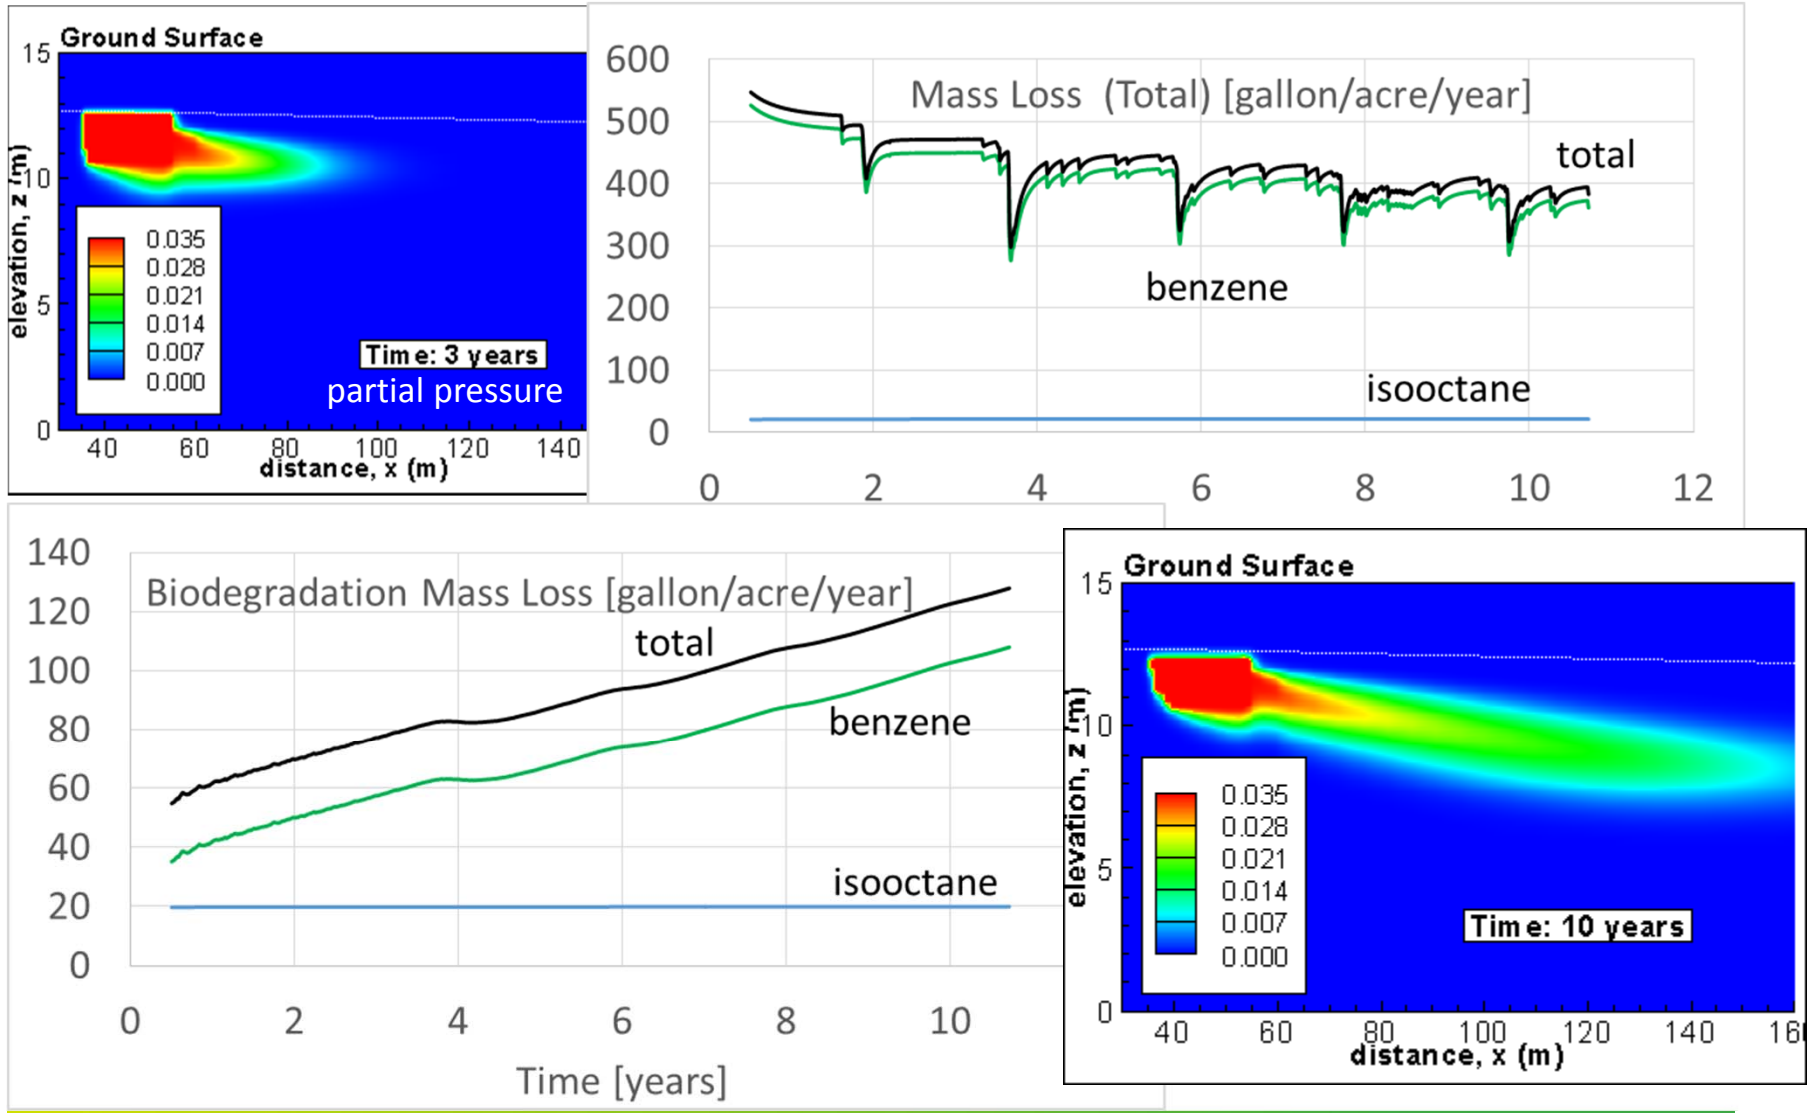 Ground Surface
15
10
5
0
elevation, z (m)
0.035
0.028
0.021
0.014
0.007
0.000
Time: 3 years
partial pressure
40 60 80 100 120 140
distance, x (m)
Mass Loss (Total) [gallon/acre/year]
600
500
400
300
200
100
0
total
benzene
isooctane
0 2 4 6 8 10 12
Biodegradation Mass Loss [gallon/acre/year]
140
120
100
80
60
40
20
0
total
benzene
isooctane
0 2 4 6 8 10
Time [years]
Ground Surface
15
10
5
0
elevation, z (m)
0.035
0.028
0.021
0.014
0.007
0.000
Time: 10 years
40 60 80 100 120 140 16
distance, x (m)